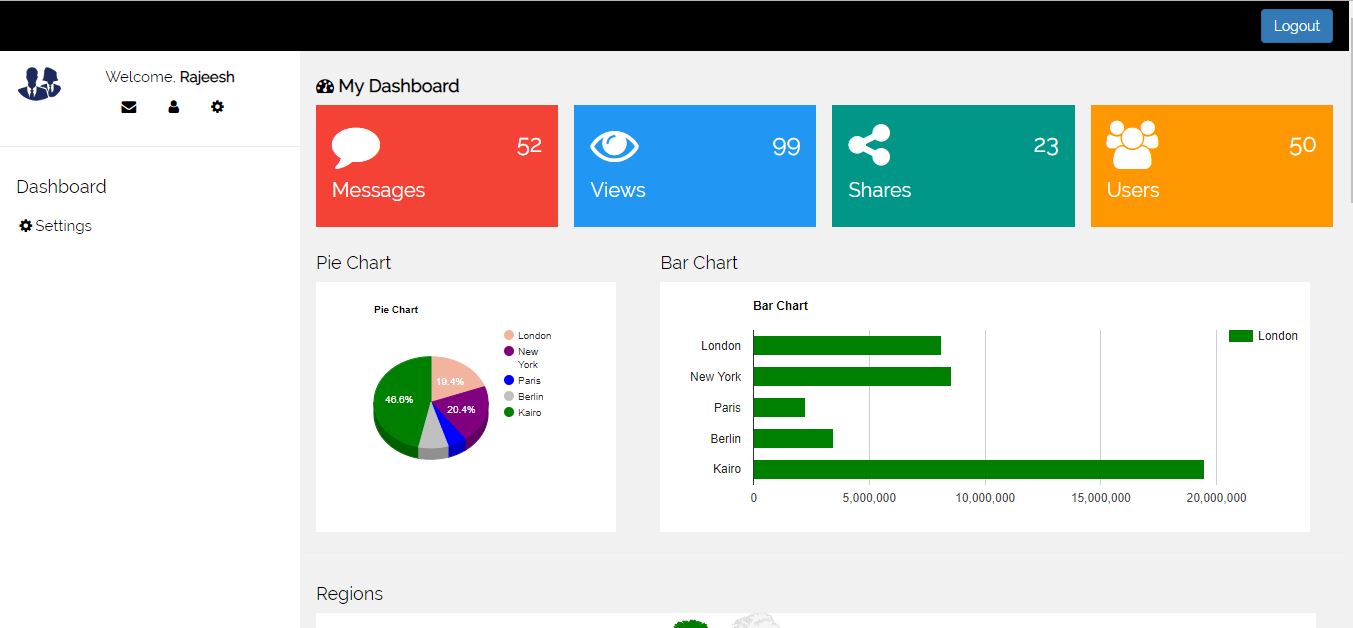 Logout
Welcome, Rajeesh
Dashboard
Settings
My Dashboard
52
Messages
99
Views
23
Shares
50
Users
Pie Chart
Pie Chart
London
New
York
Paris
Berlin
Kairo
19.4%
20.4%
46.6%
Bar Chart
Bar Chart
London
London
New York
Paris
Berlin
Kairo
0 5,000,000 10,000,000 15,000,000 20,000,000
Regions